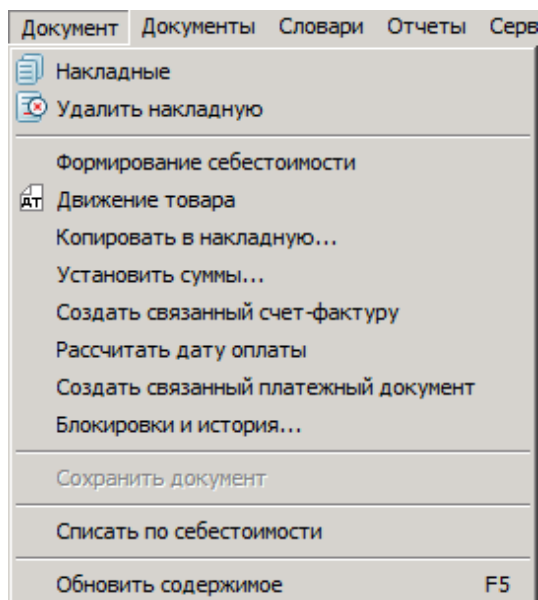 Документ Документы Словари Отчеты Серв
Накладные
Удалить накладную
Формирование себестоимости
ДТ Движение товара
Копировать в накладную...
Установить суммы...
Создать связанный счет-фактуру
Рассчитать дату оплаты
Создать связанный платежный документ
Блокировки и история...
Сохранить документ
Списать по себестоимости
Обновить содержимое F5